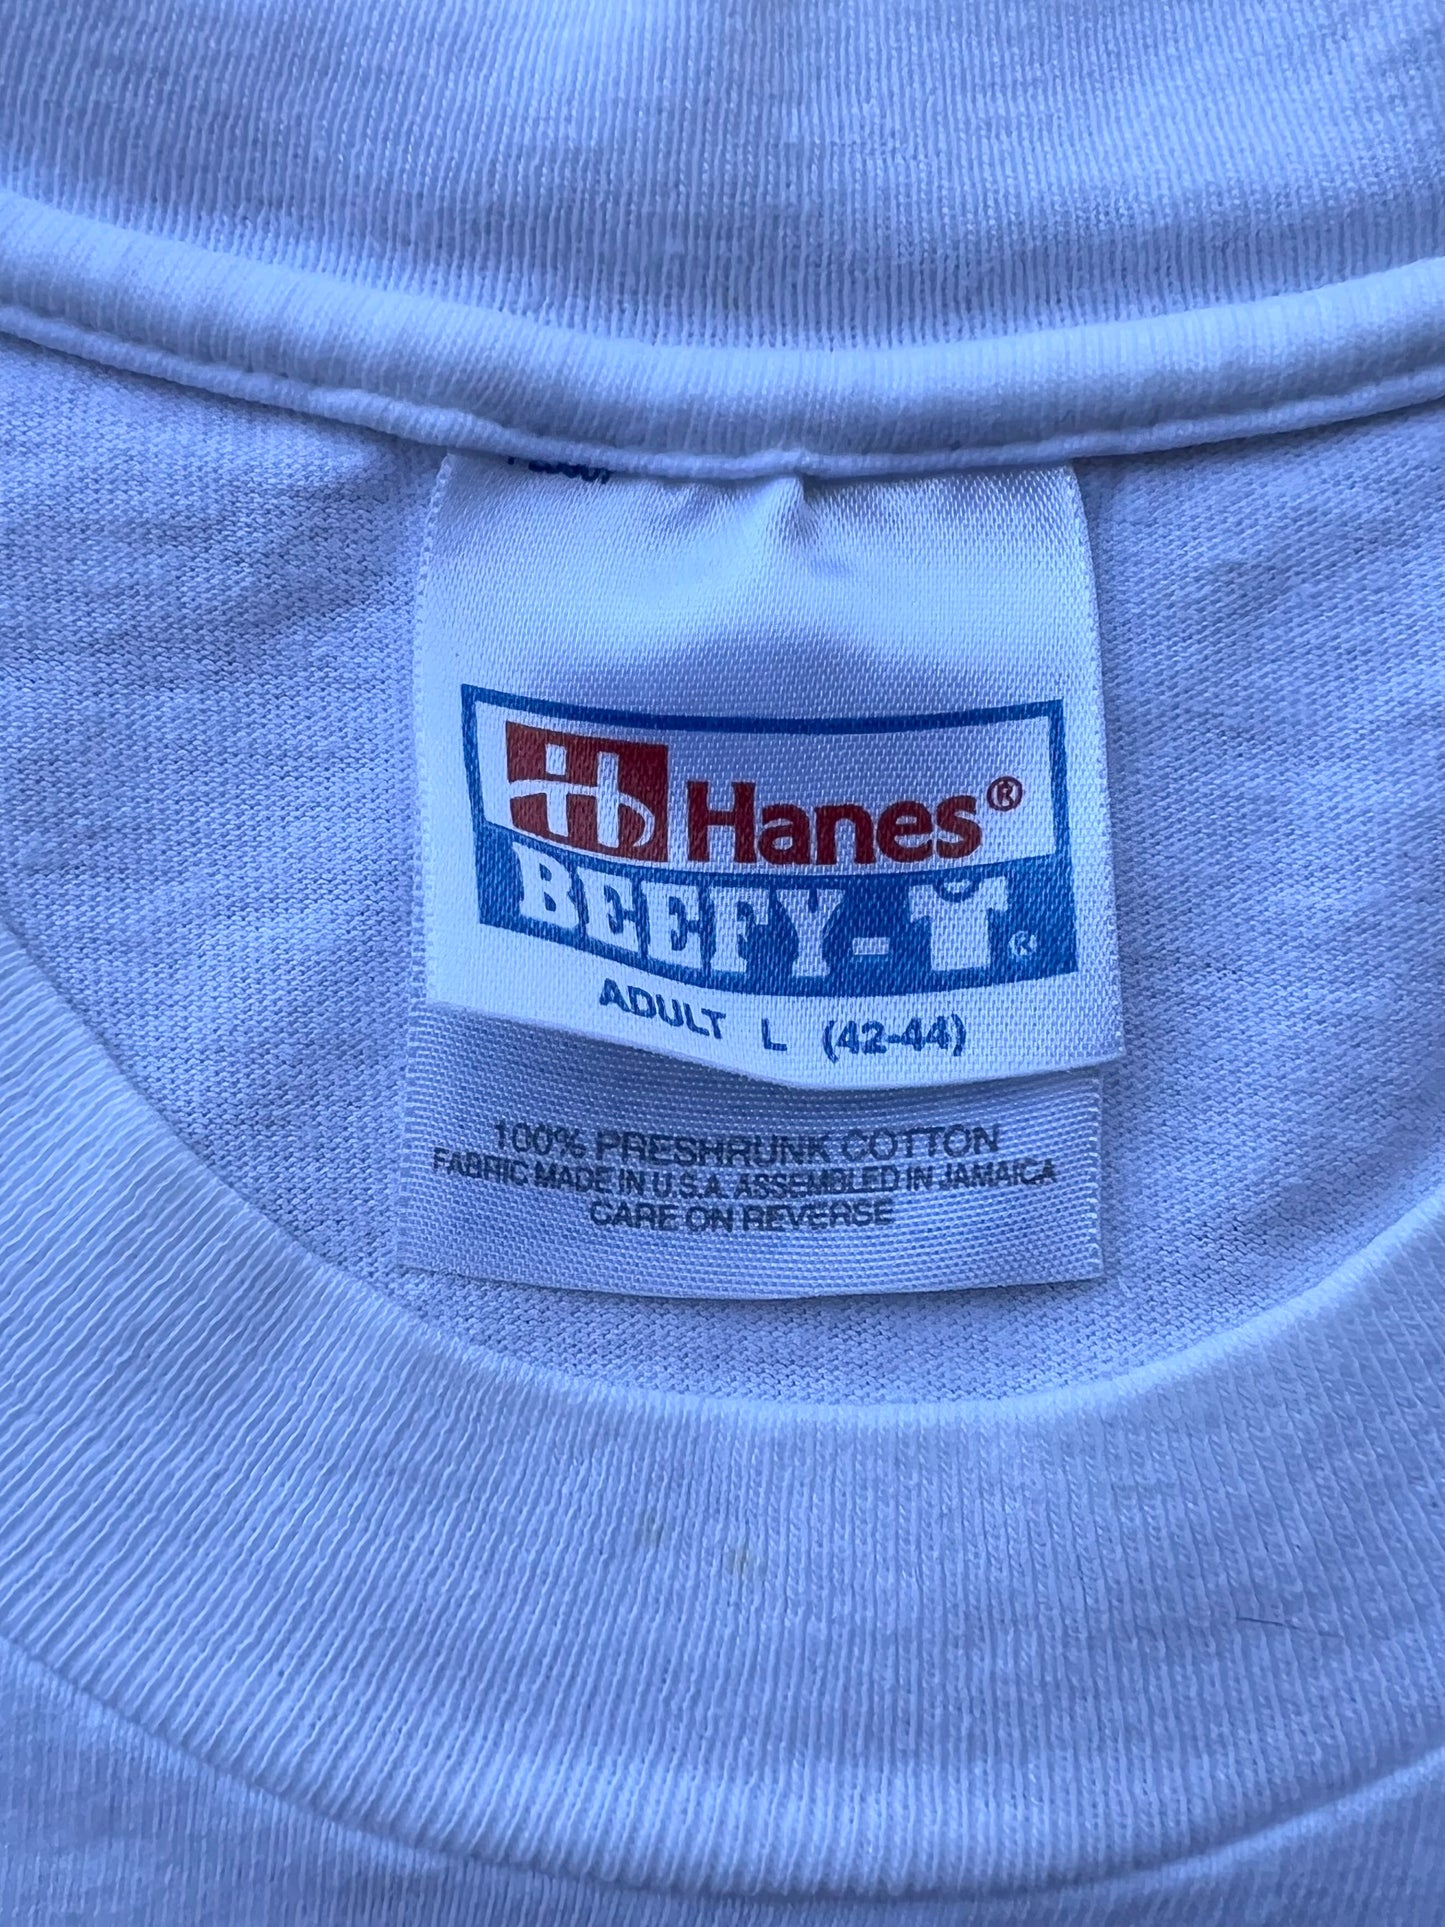 Hanes®
BEEFY-T®
ADULT L (42-44)
100% PRESHRUNK COTTON
FABRIC MADE IN U.S.A. ASSEMBLED IN JAMAICA
CARE ON REVERSE